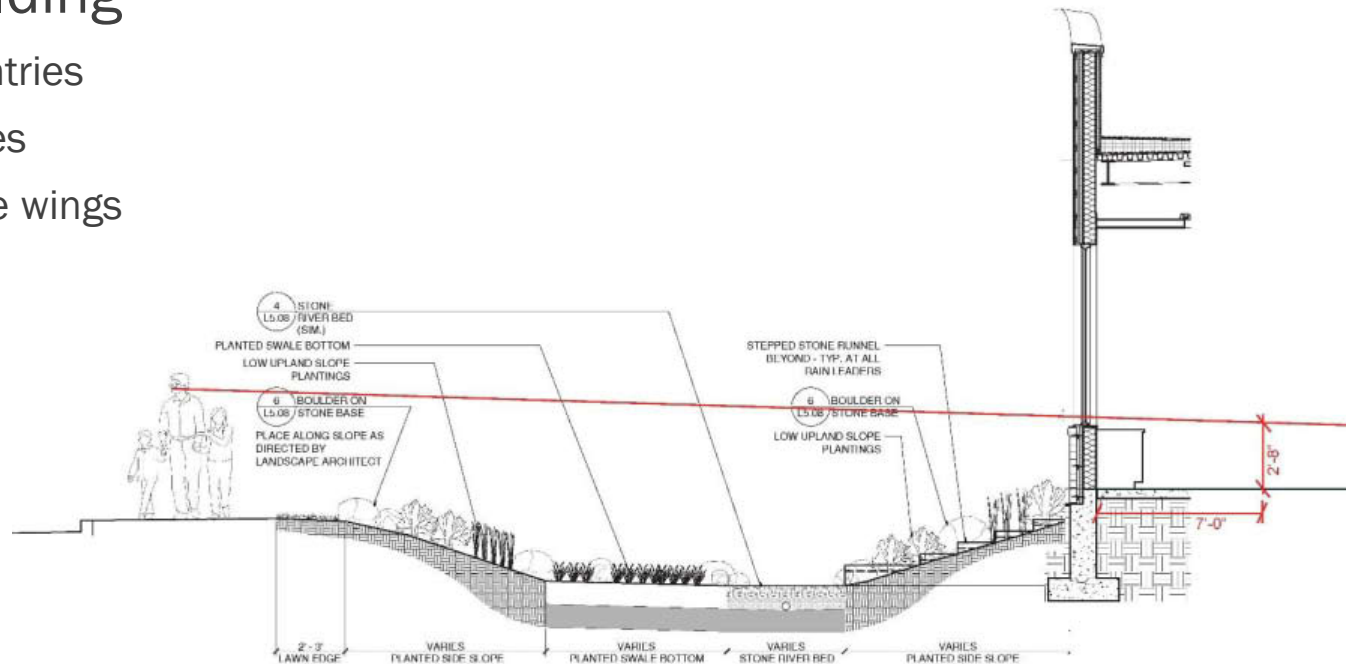 ding
ntries
es
e wings
4
L5.08
STONE
RIVER BED
(SIM.)
PLANTED SWALE BOTTOM
LOW UPLAND SLOPE
PLANTINGS
6
L5.08
BOULDER ON
STONE BASE
PLACE ALONG SLOPE AS
DIRECTED BY
LANDSCAPE ARCHITECT
STEPPED STONE RUNNEL
BEYOND - TYP. AT ALL
RAIN LEADERS
6
L5.08
BOULDER ON
STONE BASE
LOW UPLAND SLOPE
PLANTINGS
2'-8"
7'-0"
2' - 3'
LAWN EDGE
VARIES
PLANTED SIDE SLOPE
VARIES
PLANTED SWALE BOTTOM
VARIES
STONE RIVER BED
VARIES
PLANTED SIDE SLOPE